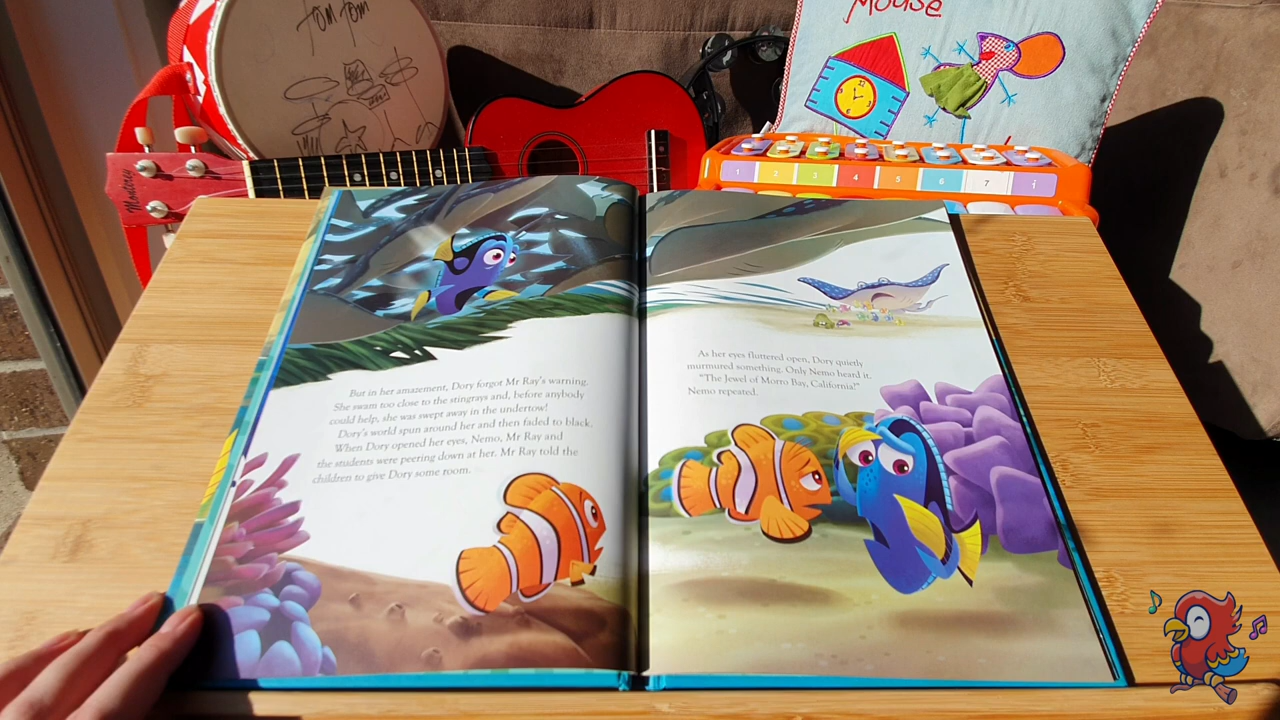 Tom Tom
Mouse
Monterey
1 2 3 4 5 6 7 i
But in her amazement, Dory forgot Mr Ray's warning.
She swam too close to the stingrays and, before anybody
could help, she was swept away in the undertow!
Dory's world spun around her and then faded to black.
When Dory opened her eyes, Nemo, Mr Ray and
the students were peering down at her. Mr Ray told the
children to give Dory some room.
As her eyes fluttered open, Dory quietly
murmured something. Only Nemo heard it.
"The Jewel of Morro Bay, California?"
Nemo repeated.